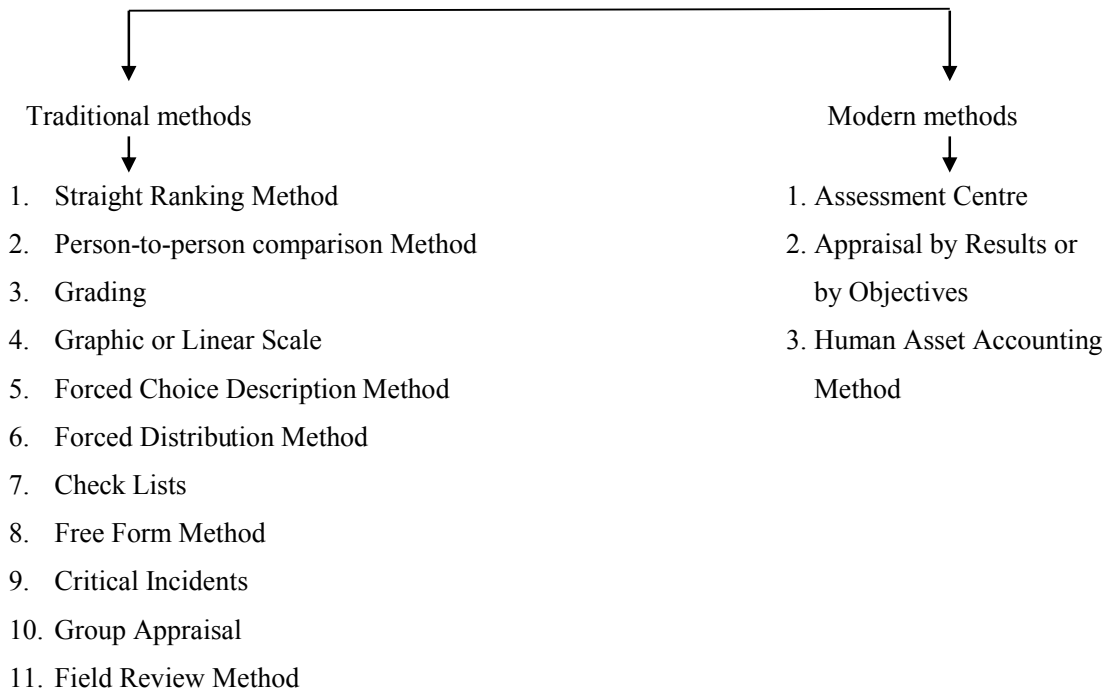 Traditional methods
1. Straight Ranking Method
2. Person-to-person comparison Method
3. Grading
4. Graphic or Linear Scale
5. Forced Choice Description Method
6. Forced Distribution Method
7. Check Lists
8. Free Form Method
9. Critical Incidents
10. Group Appraisal
11. Field Review Method
Modern methods
1. Assessment Centre
2. Appraisal by Results or
by Objectives
3. Human Asset Accounting
Method